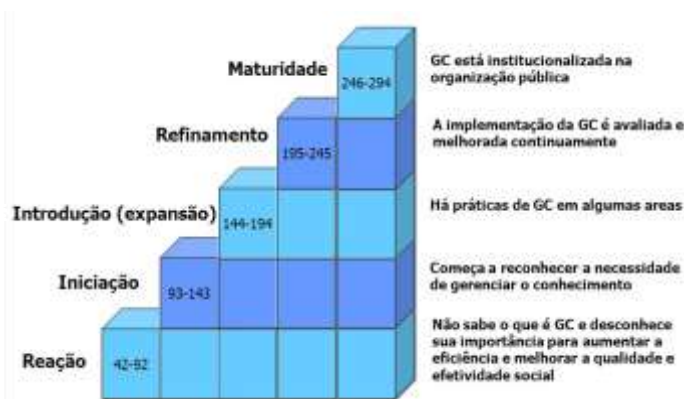 Maturidade
246-294
GC está institucionalizada na
organização pública
Refinamento
195-245
A implementação da GC é avaliada e
melhorada continuamente
Introdução (expansão)
144-194
Há práticas de GC em algumas areas
Iniciação
93-143
Começa a reconhecer a necessidade
de gerenciar o conhecimento
Reação
42-92
Não sabe o que é GC e desconhece
sua importância para aumentar a
eficiência e melhorar a qualidade e
efetividade social